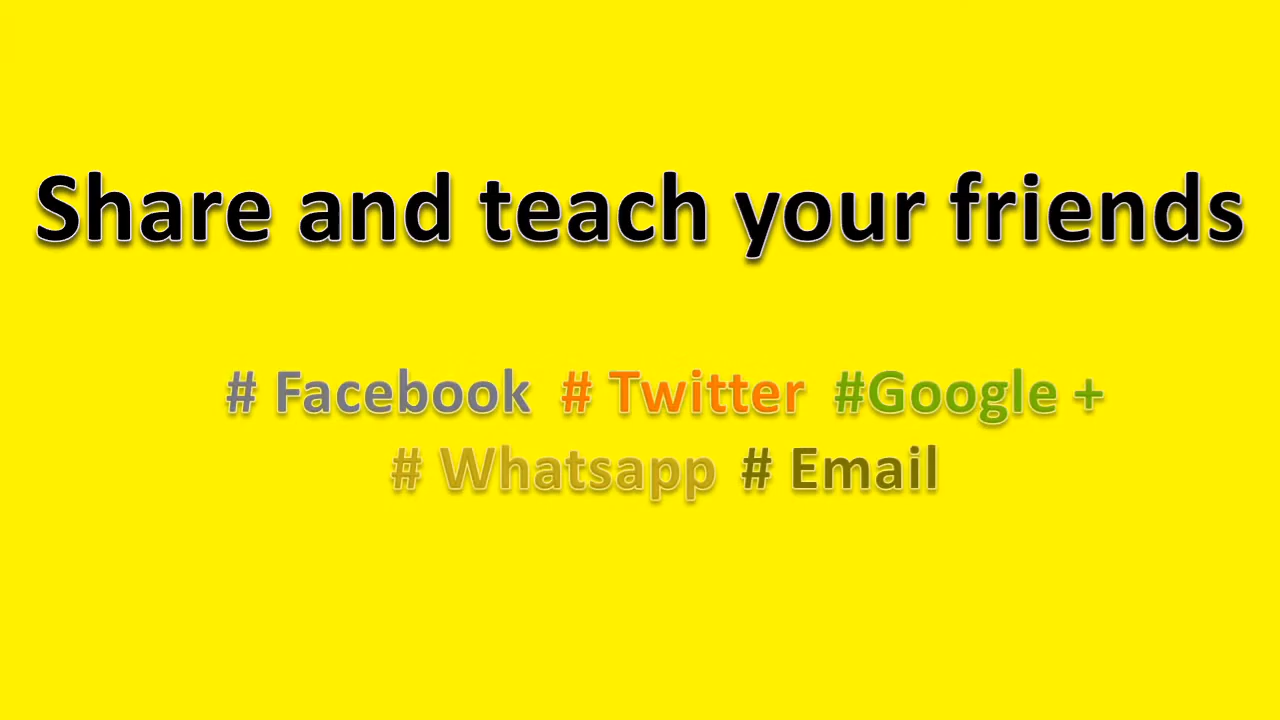 Share and teach your friends
# Facebook # Twitter #Google +
# Whatsapp # Email